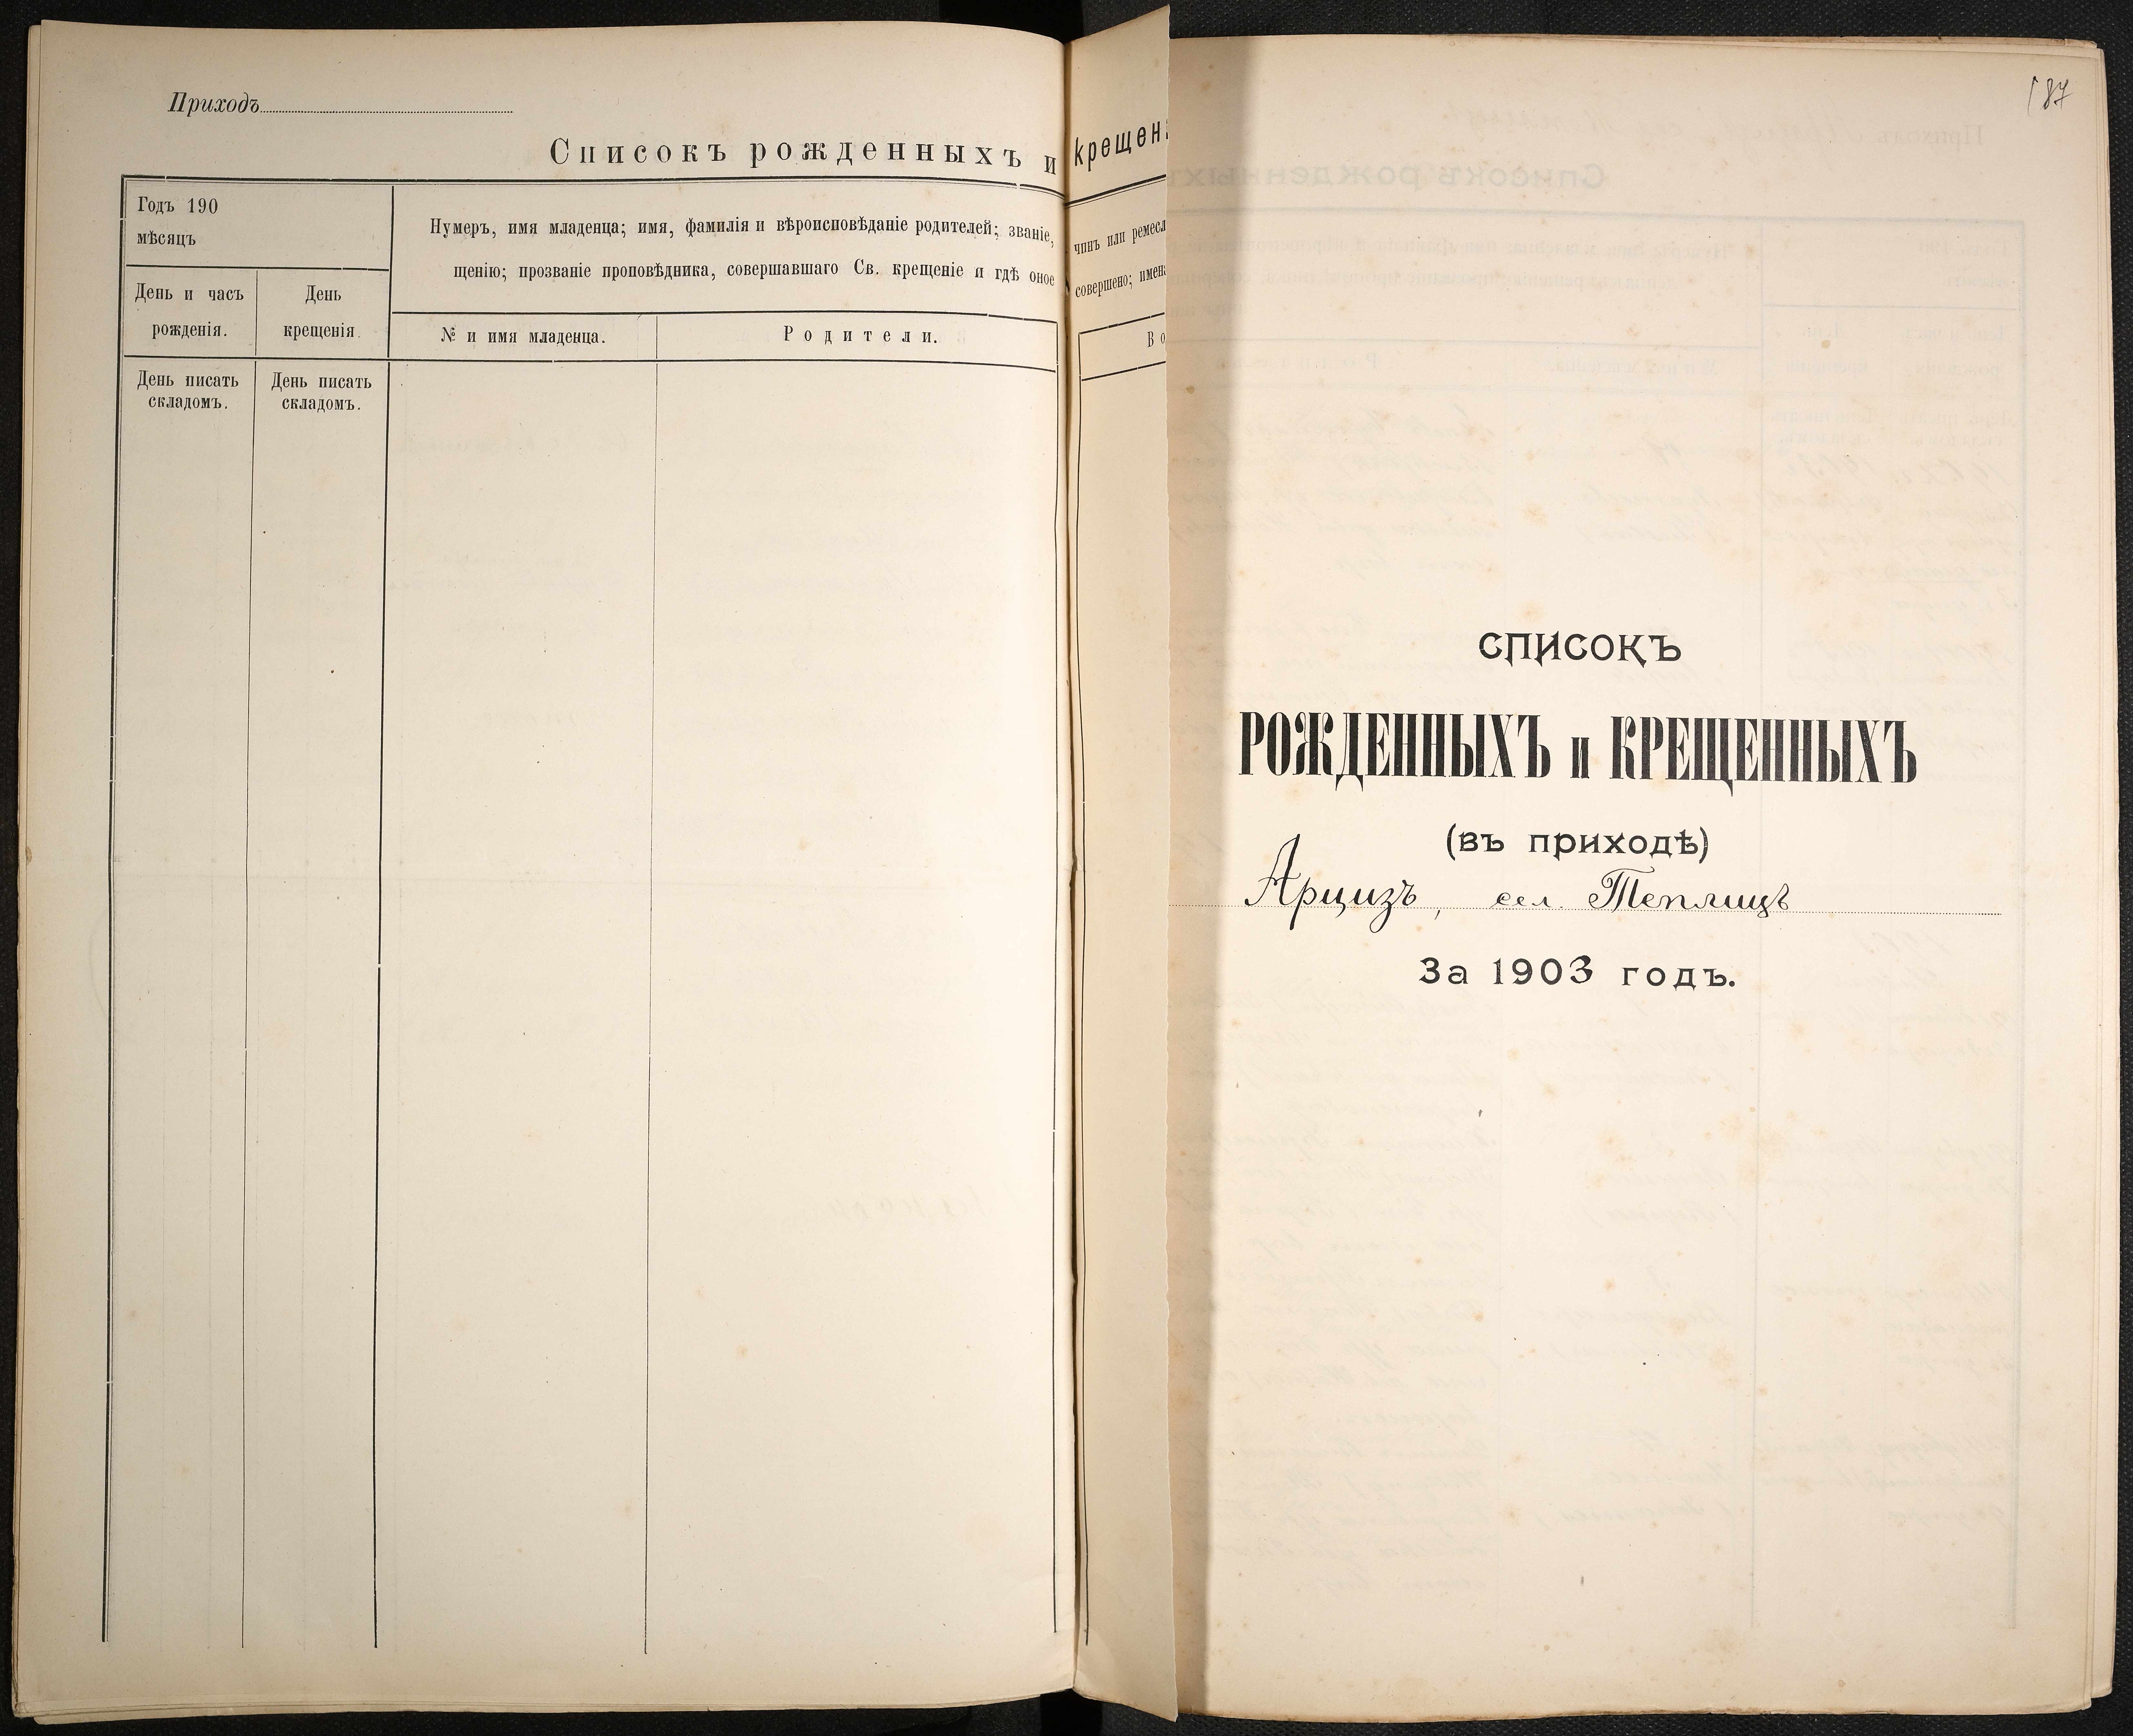 Приходъ
Списокъ рожденныхъ и
Годъ 190
мѣсяцъ
Нумеръ, имя младенца; имя, фамилія и вѣроисповѣданіе родителей; званіе,
щенію; прозваніе проповѣдника, совершавшаго Св. крещеніе и гдѣ оное
День и часъ
рожденія.
День
крещенія.
№ и имя младенца.
Родители.
День писать
складомъ.
День писать
складомъ.
крещен
чинъ или ремесл
совершено; имен
Во
187
СПИСОКЪ
РОЖДЕННЫХЪ и КРЕЩЕННЫХЪ
(въ приходѣ)
Арцизъ, сел. Теплицъ
За 1903 годъ.